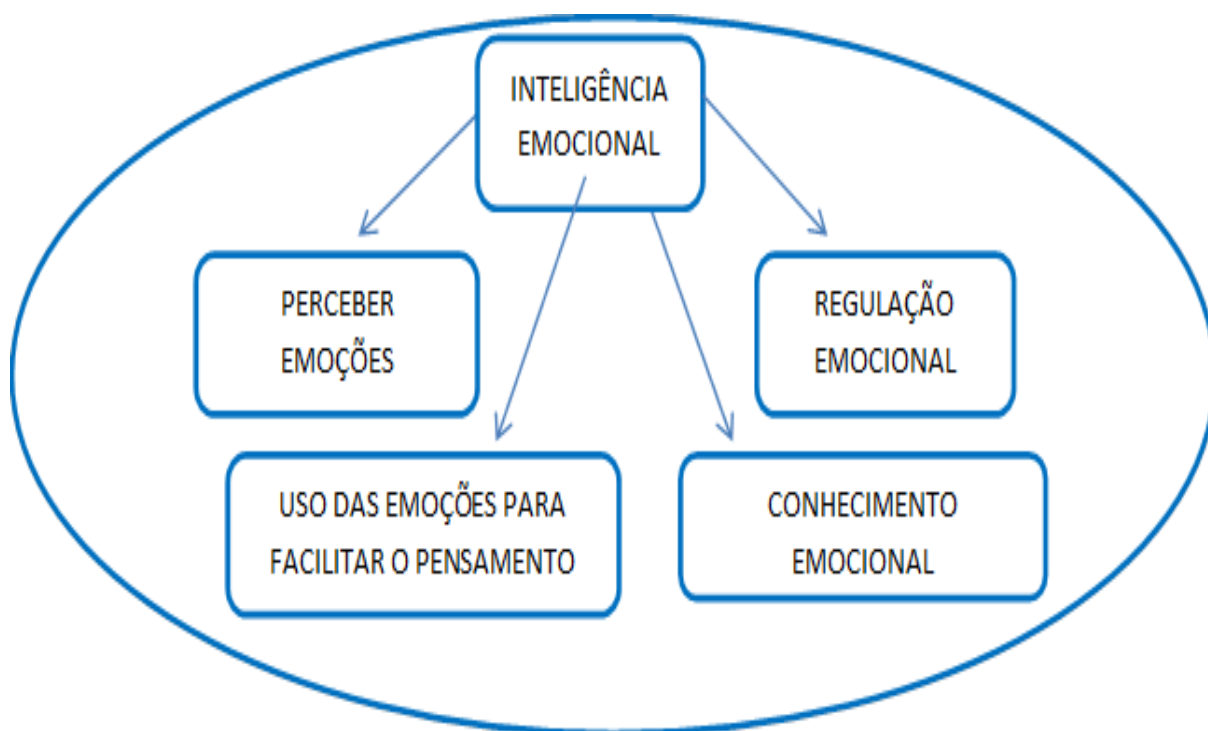 INTELIGÊNCIA
EMOCIONAL
PERCEBER
EMOÇÕES
REGULAÇÃO
EMOCIONAL
USO DAS EMOÇÕES PARA
FACILITAR O PENSAMENTO
CONHECIMENTO
EMOCIONAL